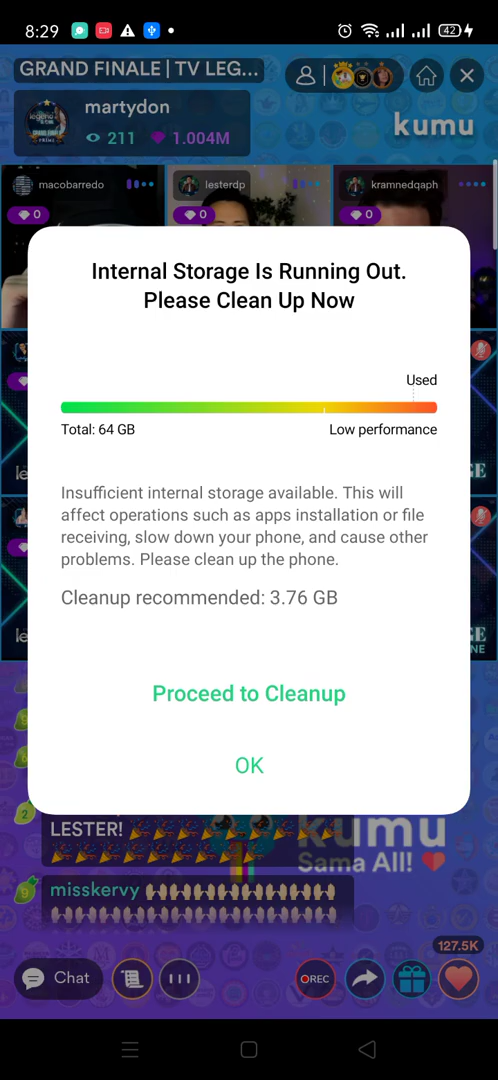 8:29
42
GRAND FINALE | TV LEG...
martydon
211
1.004M
kumu
macobarredo
lesterdp
kramnedqaph
0
0
0
Internal Storage Is Running Out.
Please Clean Up Now
Used
Total: 64 GB
Low performance
Insufficient internal storage available. This will
affect operations such as apps installation or file
receiving, slow down your phone, and cause other
problems. Please clean up the phone.
Cleanup recommended: 3.76 GB
Proceed to Cleanup
OK
2
LESTER!
kumu
Sama All!
9
misskervy
127.5K
Chat
REC